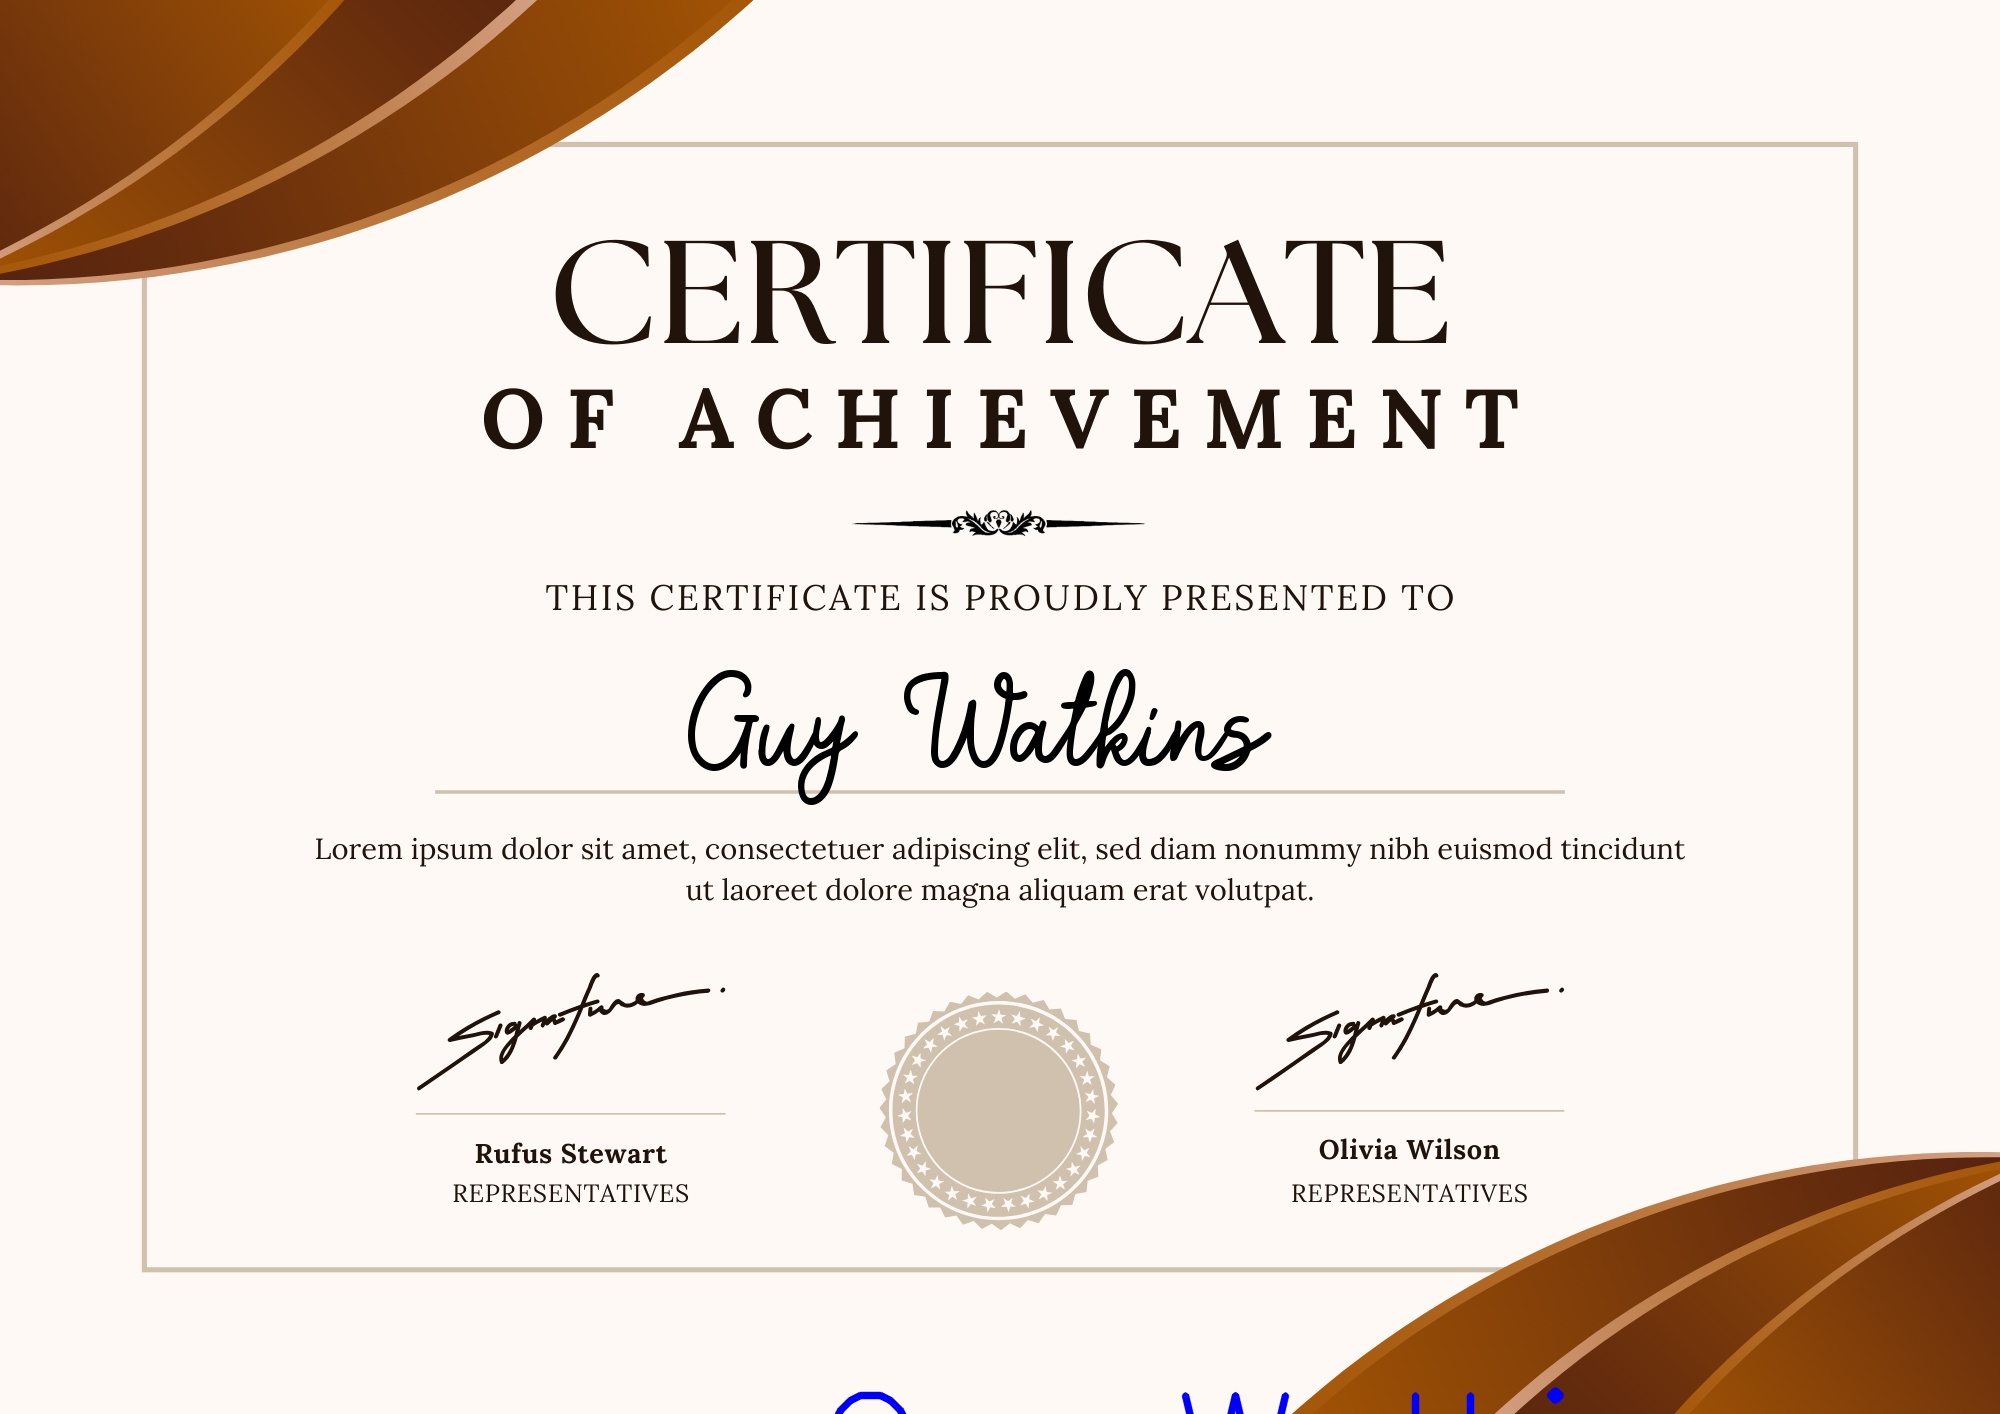 CERTIFICATE
OF ACHIEVEMENT
THIS CERTIFICATE IS PROUDLY PRESENTED TO
Guy Watkins
Lorem ipsum dolor sit amet, consectetuer adipiscing elit, sed diam nonummy nibh euismod tincidunt
ut laoreet dolore magna aliquam erat volutpat.
Signature
Signature
Rufus Stewart
Olivia Wilson
REPRESENTATIVES
REPRESENTATIVES